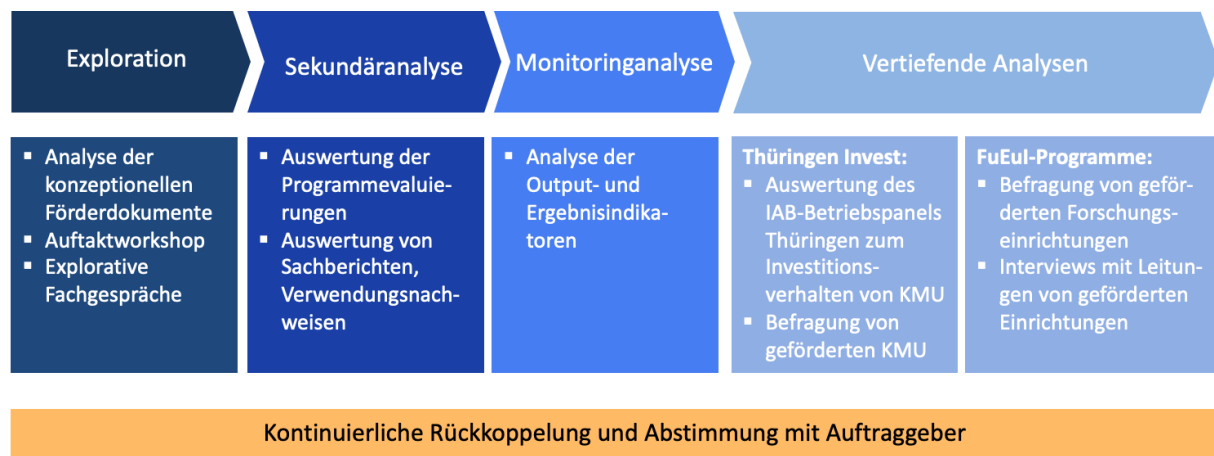 Exploration
Sekundäranalyse
Monitoringanalyse
Vertiefende Analysen
▪ Analyse der
konzeptionellen
Förderdokumente
▪ Auftaktworkshop
▪ Explorative
Fachgespräche
▪ Auswertung der
Programmevaluie-
rungen
▪ Auswertung von
Sachberichten,
Verwendungsnach-
weisen
▪ Analyse der
Output- und
Ergebnisindika-
toren
Thüringen Invest:
▪ Auswertung des
IAB-Betriebspanels
Thüringen zum
Investitions-
verhalten von KMU
▪ Befragung von
geförderten KMU
FuEuI-Programme:
▪ Befragung von geför-
derten Forschungs-
einrichtungen
▪ Interviews mit Leitun-
gen von geförderten
Einrichtungen
Kontinuierliche Rückkoppelung und Abstimmung mit Auftraggeber